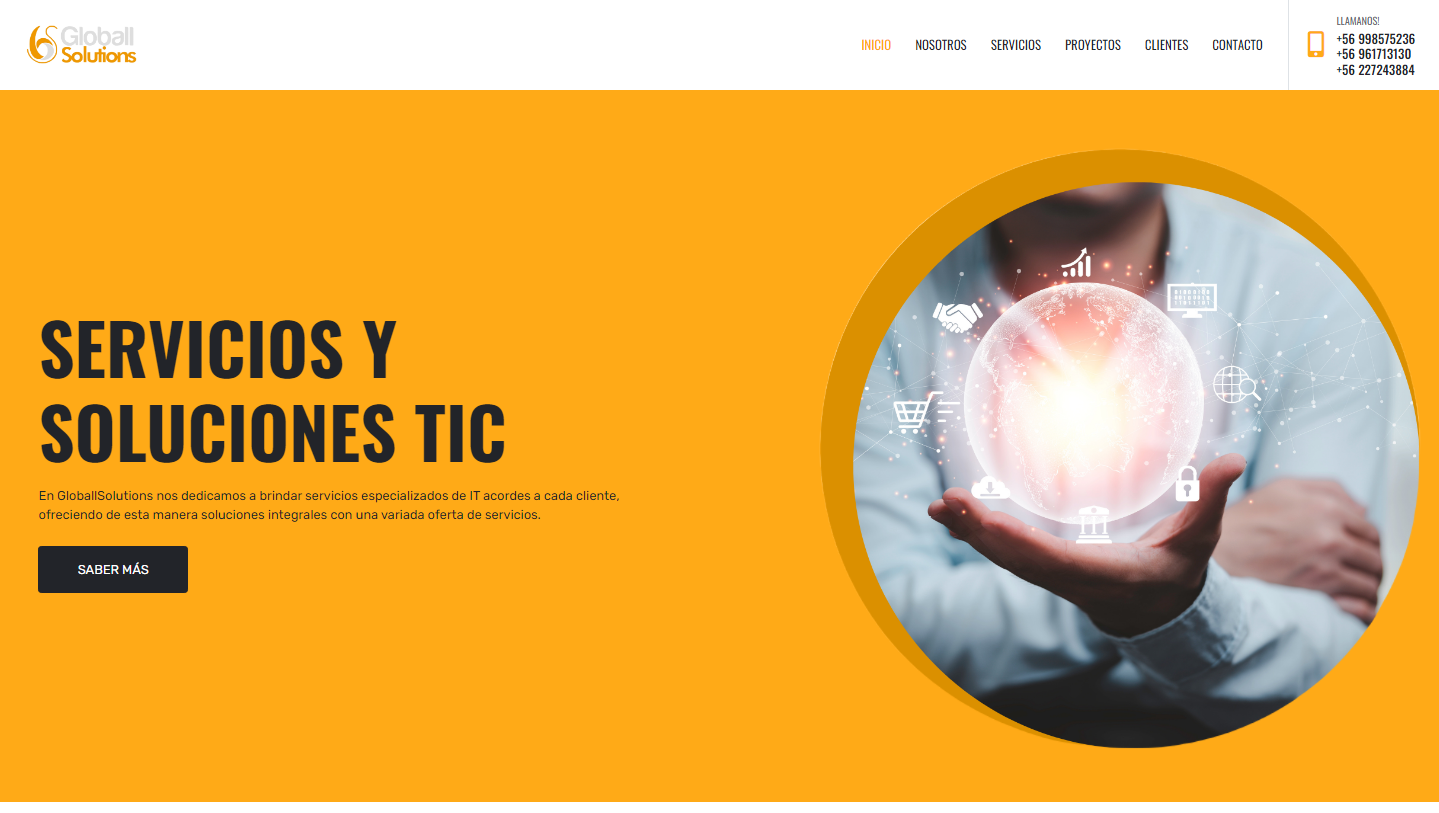 Globall
Solutions
INICIO NOSOTROS SERVICIOS PROYECTOS CLIENTES CONTACTO
LLAMANOS!
+56 998575236
+56 961713130
+56 227243884
SERVICIOS Y
SOLUCIONES TIC
En GloballSolutions nos dedicamos a brindar servicios especializados de IT acordes a cada cliente,
ofreciendo de esta manera soluciones integrales con una variada oferta de servicios.
SABER MÁS